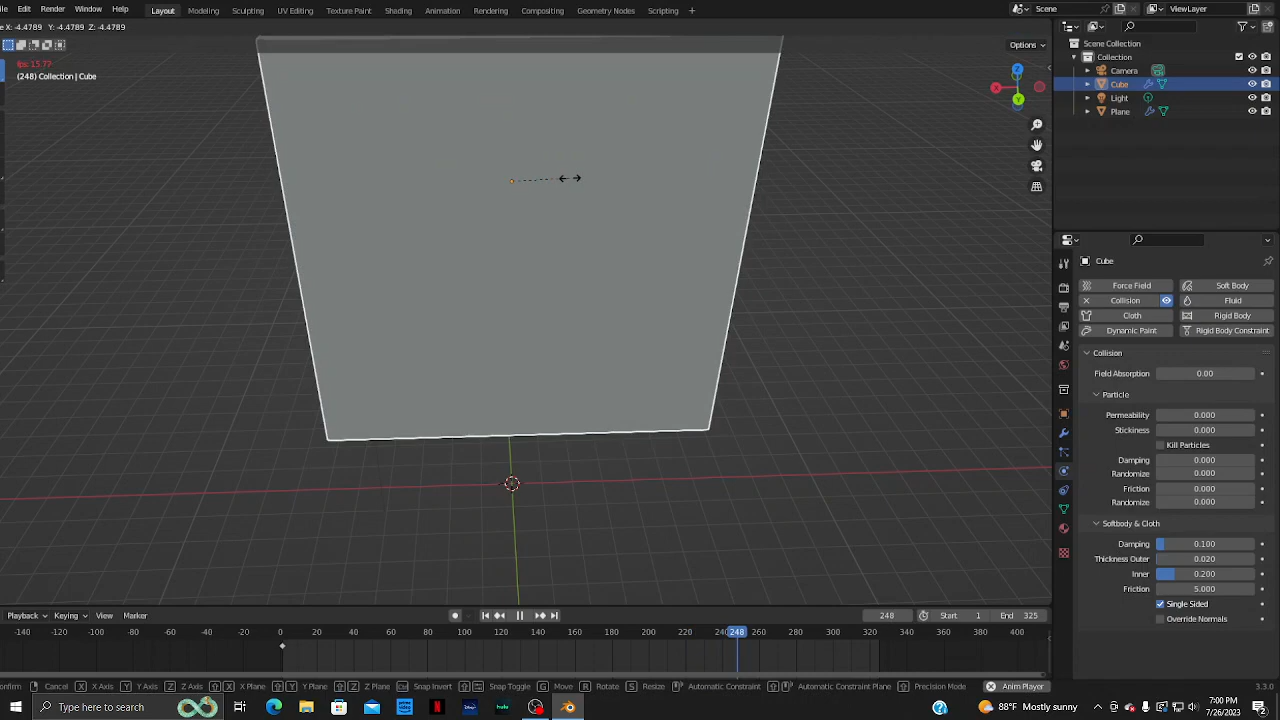 Edit Render Window Help
Layout Modeling Sculpting UV Editing Texture Paint Shading Animation Rendering Compositing Geometry Nodes Scripting +
Scene
ViewLayer
X: -4.4789 Y: -4.4789 Z: -4.4789
Options
fps: 15.77
(248) Collection | Cube
Z
X
Y
Scene Collection
Collection
Camera
Cube
Light
Plane
Cube
Force Field Soft Body
Collision Fluid
Cloth Rigid Body
Dynamic Paint Rigid Body Constraint
Collision
Field Absorption 0.00
Particle
Permeability 0.000
Stickiness 0.000
Kill Particles
Damping 0.000
Randomize 0.000
Friction 0.000
Randomize 0.000
Softbody & Cloth
Damping 0.100
Thickness Outer 0.020
Inner 0.200
Friction 5.000
Single Sided
Override Normals
Playback Keying View Marker
248 Start 1 End 325
-140 -120 -100 -80 -60 -40 -20 0 20 40 60 80 100 120 140 160 180 200 220 240 248 260 280 300 320 340 360 380 400
Cancel X X Axis Y Y Axis Z Z Axis X X Plane Y Y Plane Z Z Plane Snap Invert Snap Toggle G Move R Rotate S Resize Automatic Constraint Automatic Constraint Plane Precision Mode Anim Player 3.3.0
Type here to search
hulu
88°F Mostly sunny
7:00 PM
7/26/2023